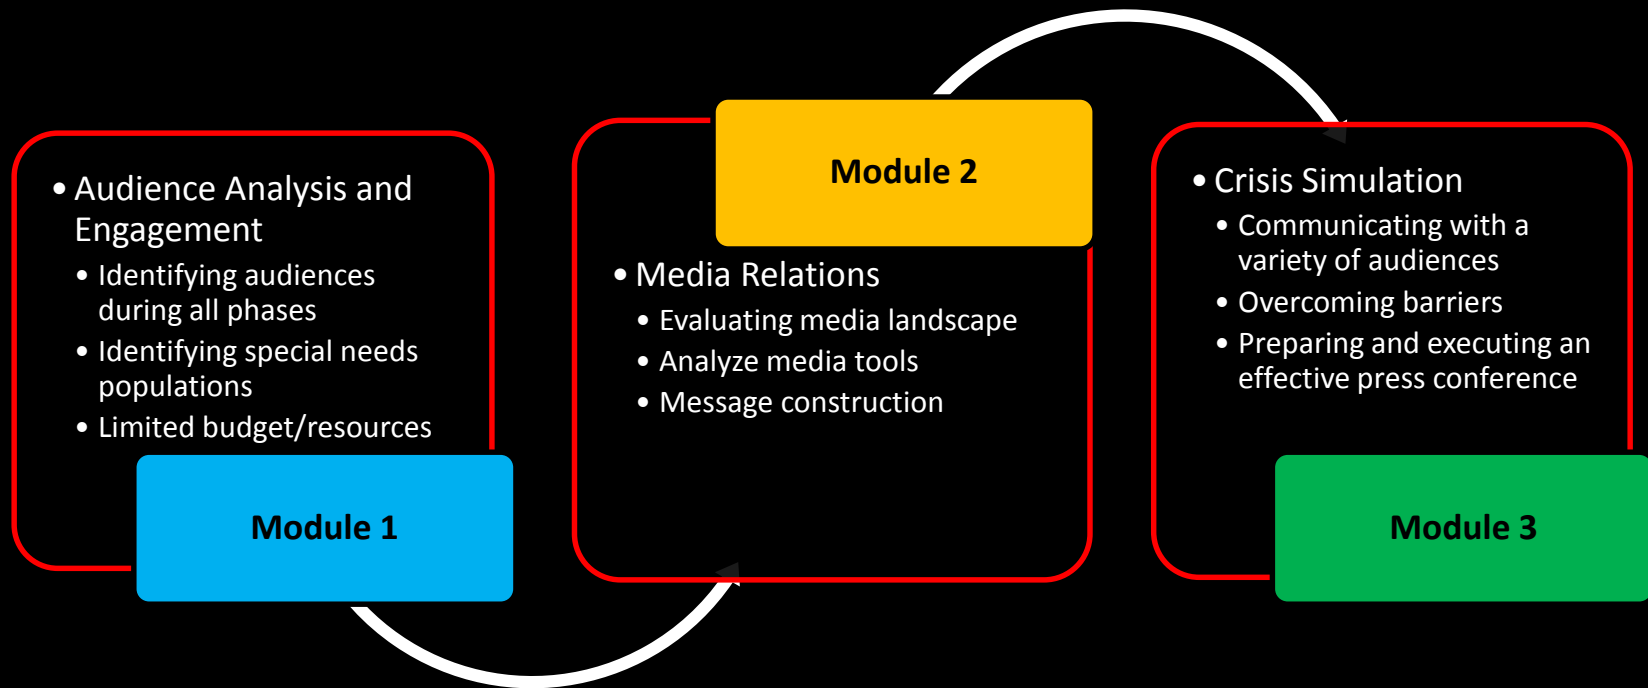 • Audience Analysis and
Engagement
• Identifying audiences
during all phases
• Identifying special needs
populations
• Limited budget/resources
Module 1
Module 2
• Media Relations
• Evaluating media landscape
• Analyze media tools
• Message construction
• Crisis Simulation
• Communicating with a
variety of audiences
• Overcoming barriers
• Preparing and executing an
effective press conference
Module 3